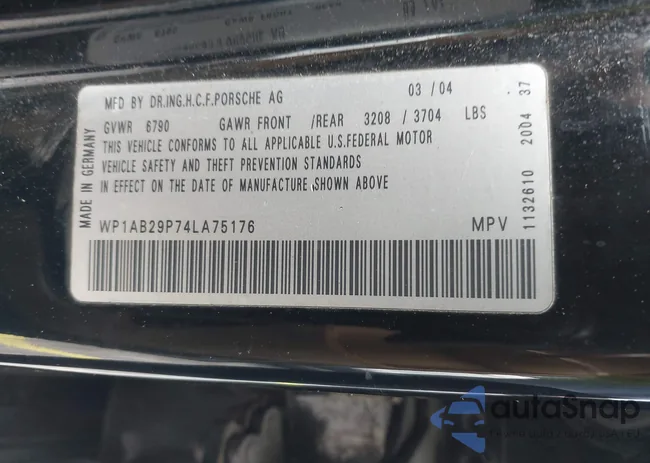 MFD BY DR.ING.H.C.F.PORSCHE AG 03 / 04
GVWR 6790 GAWR FRONT /REAR 3208 / 3704 LBS
THIS VEHICLE CONFORMS TO ALL APPLICABLE U.S.FEDERAL MOTOR
VEHICLE SAFETY AND THEFT PREVENTION STANDARDS
IN EFFECT ON THE DATE OF MANUFACTURE SHOWN ABOVE
WP1AB29P74LA75176 MPV
MADE IN GERMANY
1132610 2004 37
autoSnap